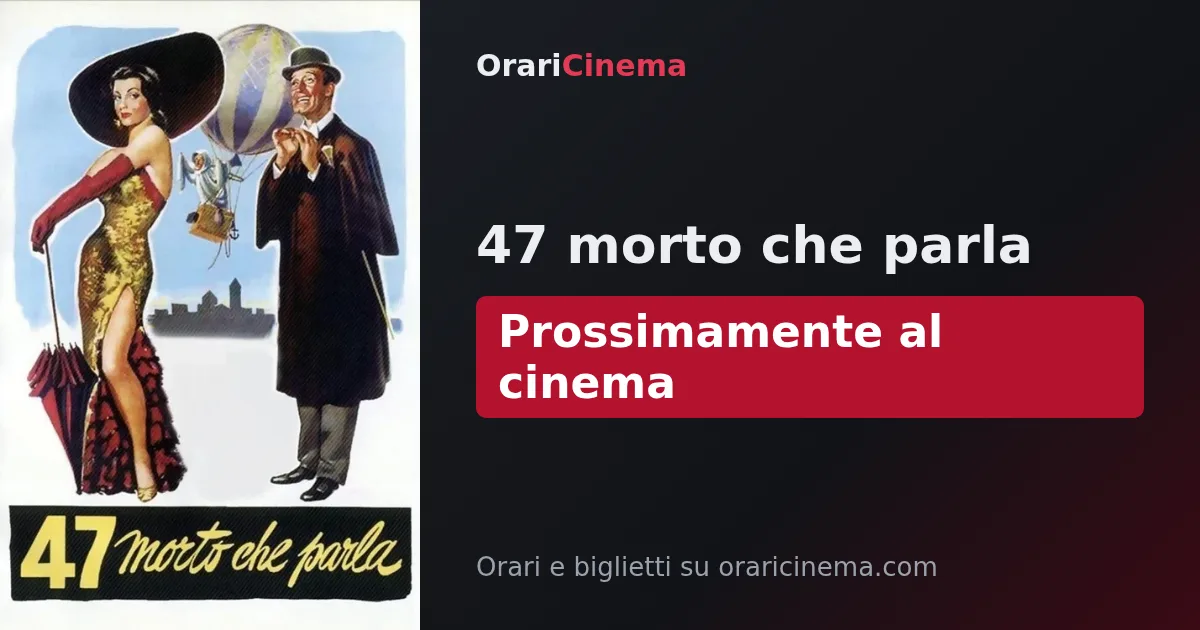 47 morto che parla
OrariCinema
47 morto che parla
Prossimamente al
cinema
Orari e biglietti su oraricinema.com